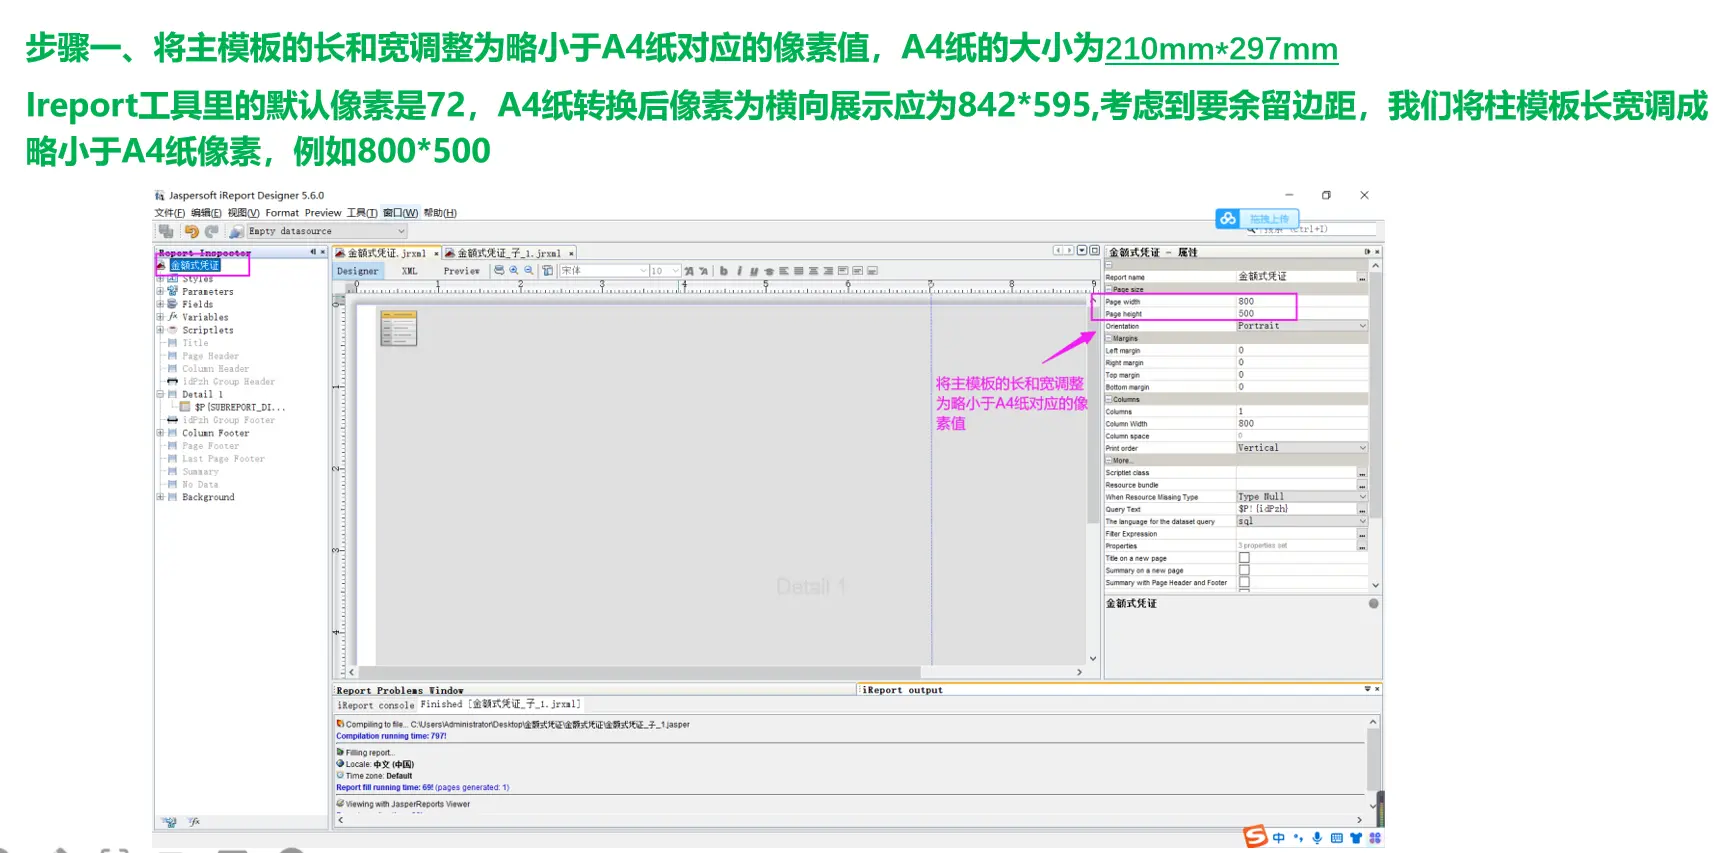 步骤一、将主模板的长和宽调整为略小于A4纸对应的像素值，A4纸的大小为210mm*297mm
Ireport工具里的默认像素是72，A4纸转换后像素为横向展示应为842*595,考虑到要余留边距，我们将柱模板长宽调成
略小于A4纸像素，例如800*500
Jaspersoft iReport Designer 5.6.0
文件(F) 编辑(E) 视图(V) Format Preview 工具(T) 窗口(W) 帮助(H)
拖拽上传
Empty datasource
搜索 (Ctrl+I)
Report Inspector
金额式凭证
Styles
Parameters
Fields
Variables
Scriptlets
Title
Page Header
Column Header
idPzh Group Header
Detail 1
$P{SUBREPORT_DI...
idPzh Group Footer
Column Footer
Page Footer
Last Page Footer
Summary
No Data
Background
金额式凭证.jrxml
金额式凭证_子_1.jrxml
Designer XML Preview 宋体 10
0 1 2 3 4 5 6 7 8 9
0
1
2
3
4
将主模板的长和宽调整
为略小于A4纸对应的像
素值
Detail 1
金额式凭证 - 属性
Report name 金额式凭证
Page size
Page width 800
Page height 500
Orientation Portrait
Margins
Left margin 0
Right margin 0
Top margin 0
Bottom margin 0
Columns
Columns 1
Column Width 800
Column space 0
Print order Vertical
More...
Scriptlet class
Resource bundle
When Resource Missing Type Type Null
Query Text $P!{idPzh}
The language for the dataset query sql
Filter Expression
Properties 3 properties set
Title on a new page
Summary on a new page
Summary with Page Header and Footer
金额式凭证
Report Problems Window
iReport output
iReport console Finished [金额式凭证_子_1.jrxml]
Compiling to file... C:\Users\Administrator\Desktop\金额式凭证\金额式凭证\金额式凭证_子_1.jasper
Compilation running time: 797!
Filling report...
Locale: 中文 (中国)
Time zone: Default
Report fill running time: 69! (pages generated: 1)
Viewing with JasperReports Viewer
中